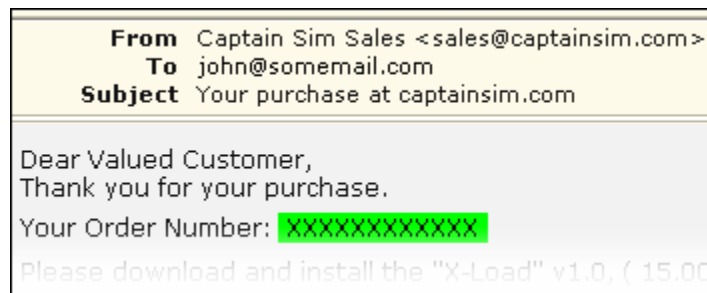 From Captain Sim Sales <sales@captainsim.com>
To john@somemail.com
Subject Your purchase at captainsim.com
Dear Valued Customer,
Thank you for your purchase.
Your Order Number: XXXXXXXXXXXX
Please download and install the "X-Load" v1.0, ( 15.00